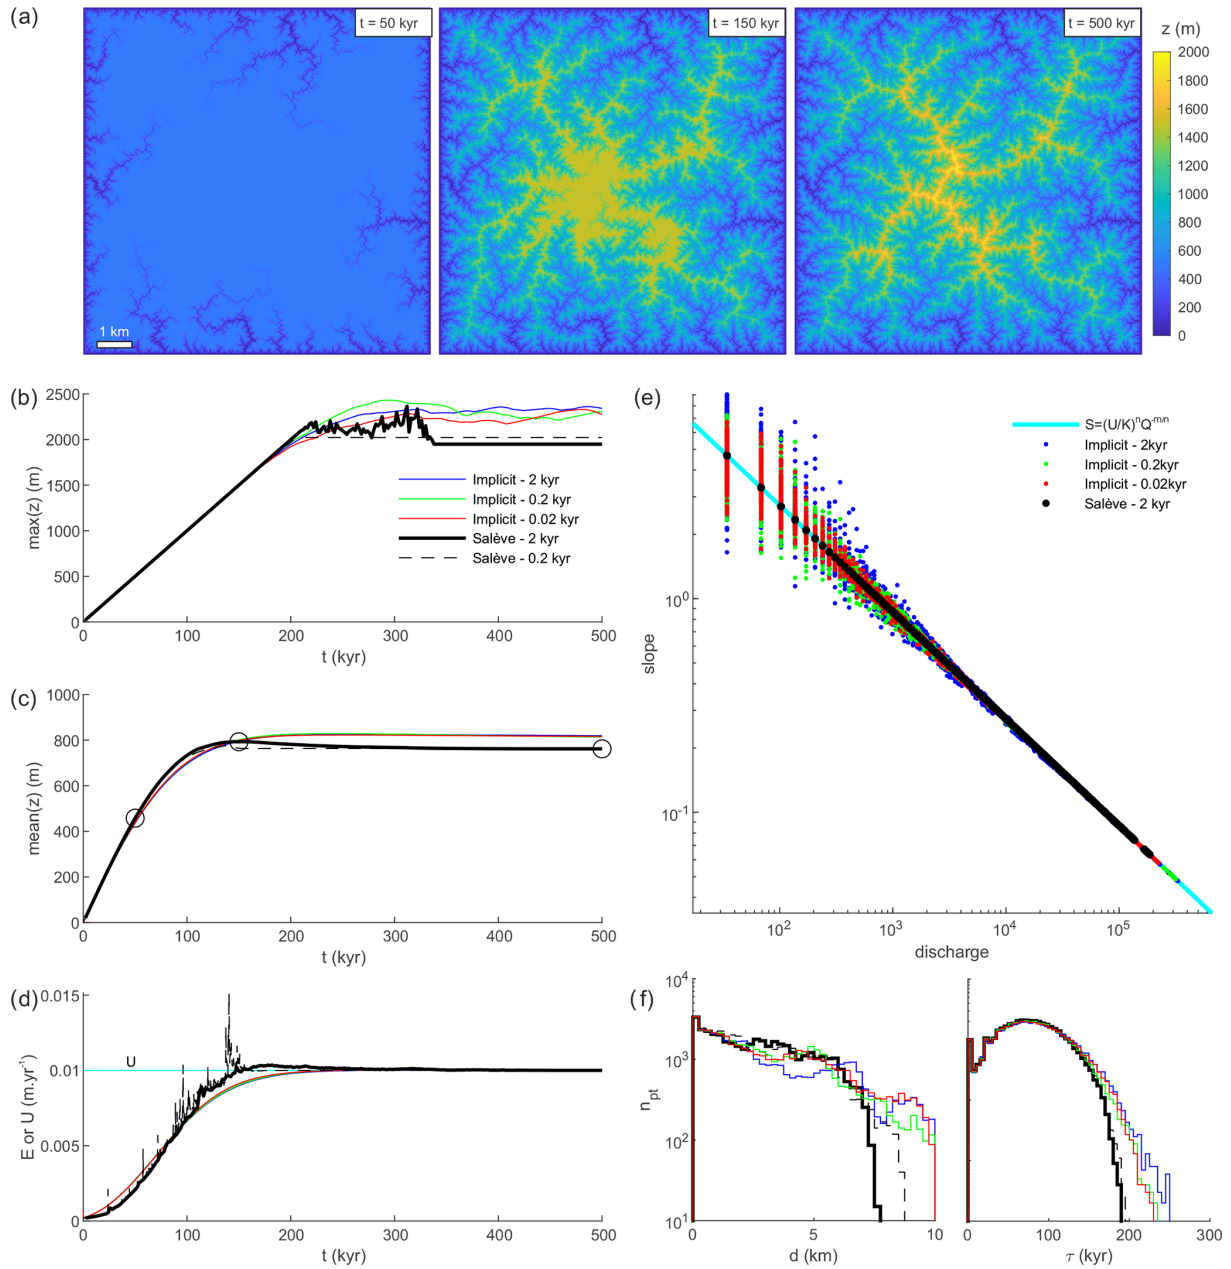 (a)
t = 50 kyr
t = 150 kyr
t = 500 kyr
z (m)
2000
1800
1600
1400
1200
1000
800
600
400
200
0
1 km
(b)
2500
2000
1500
1000
500
0
max(z) (m)
Implicit - 2 kyr
Implicit - 0.2 kyr
Implicit - 0.02 kyr
Salève - 2 kyr
Salève - 0.2 kyr
0 100 200 300 400 500
t (kyr)
(c)
1000
800
600
400
200
0
mean(z) (m)
0 100 200 300 400 500
t (kyr)
(d)
0.015
0.01
0.005
0
E or U (m.yr⁻¹)
U
0 100 200 300 400 500
t (kyr)
(e)
S=(U/K)ⁿQ⁻ᵐ/ⁿ
Implicit - 2kyr
Implicit - 0.2kyr
Implicit - 0.02kyr
Salève - 2 kyr
10⁰
10⁻¹
slope
10² 10³ 10⁴ 10⁵
discharge
(f)
10⁴
10³
10²
10¹
nₚₜ
0 5 10
d (km)
0 100 200 300
τ (kyr)